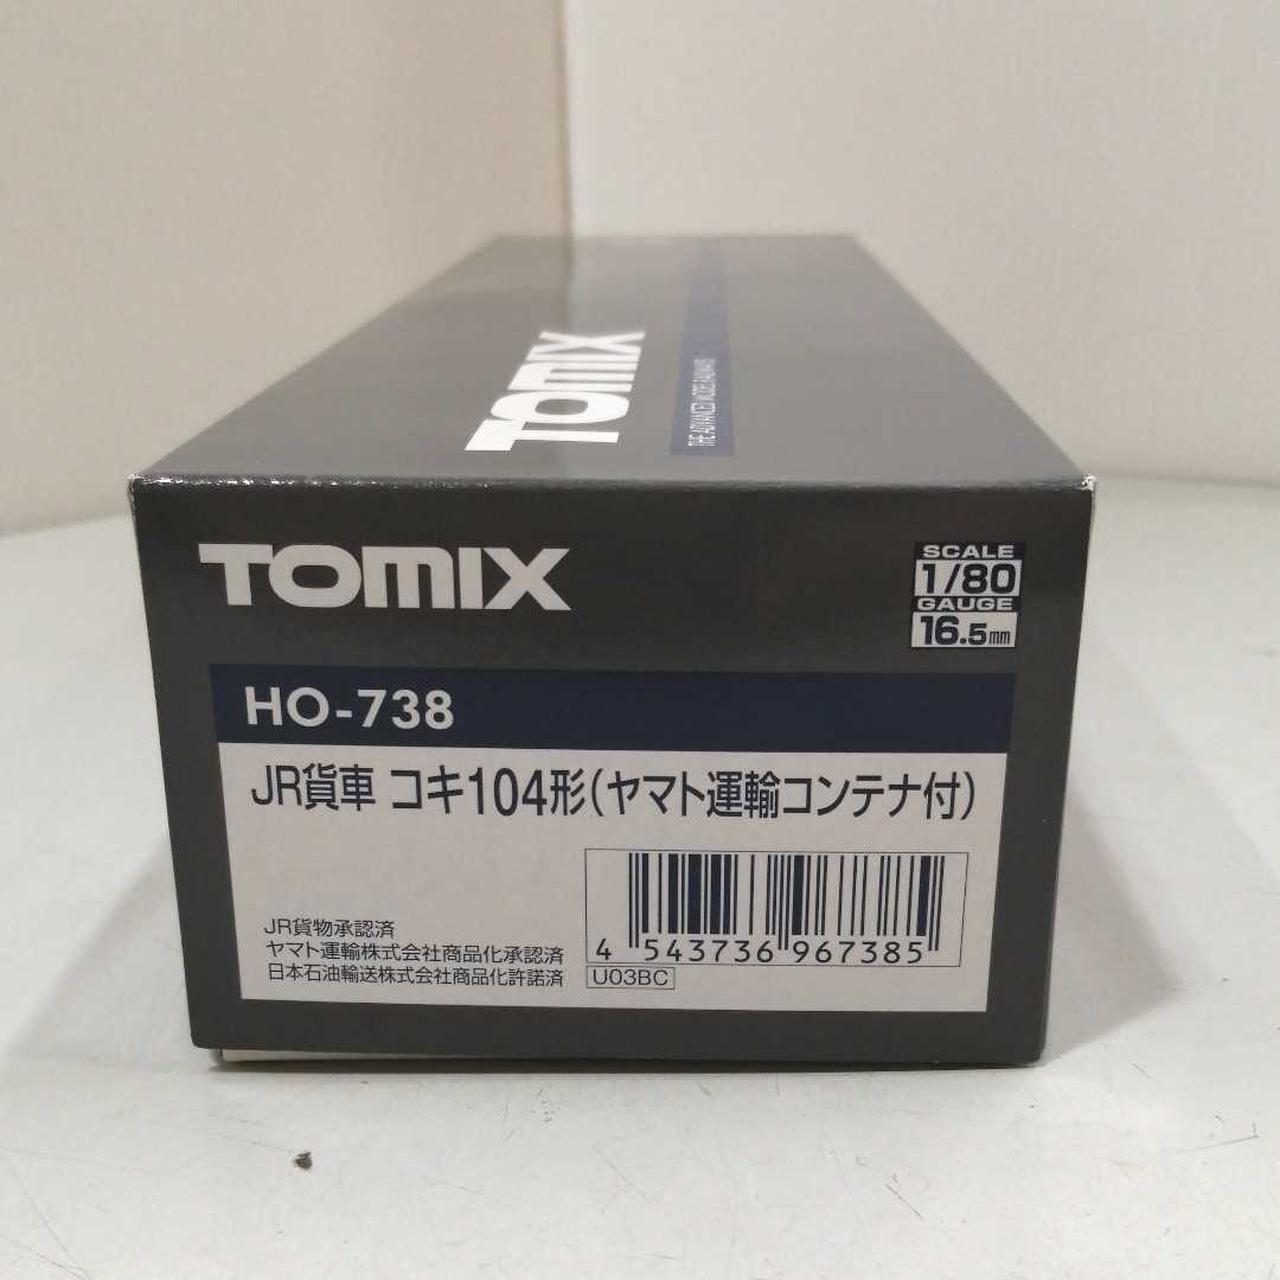 TOMIX
THE ADVANCED MODEL RAILWAYS
TOMIX
SCALE
1/80
GAUGE
16.5mm
HO-738
JR貨車 コキ104形(ヤマト運輸コンテナ付)
JR貨物承認済
ヤマト運輸株式会社商品化承認済
日本石油輸送株式会社商品化許諾済
4 543736 967385
U03BC